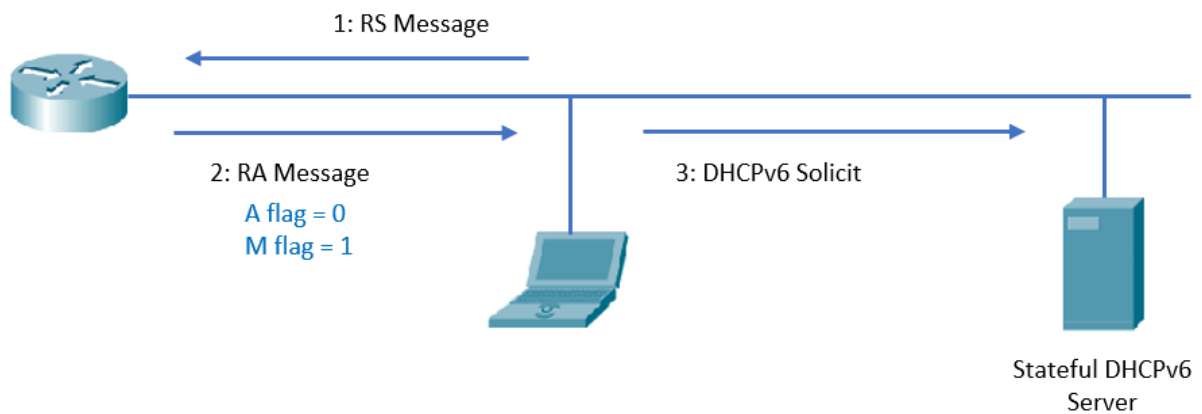 1: RS Message
2: RA Message
A flag = 0
M flag = 1
3: DHCPv6 Solicit
Stateful DHCPv6
Server